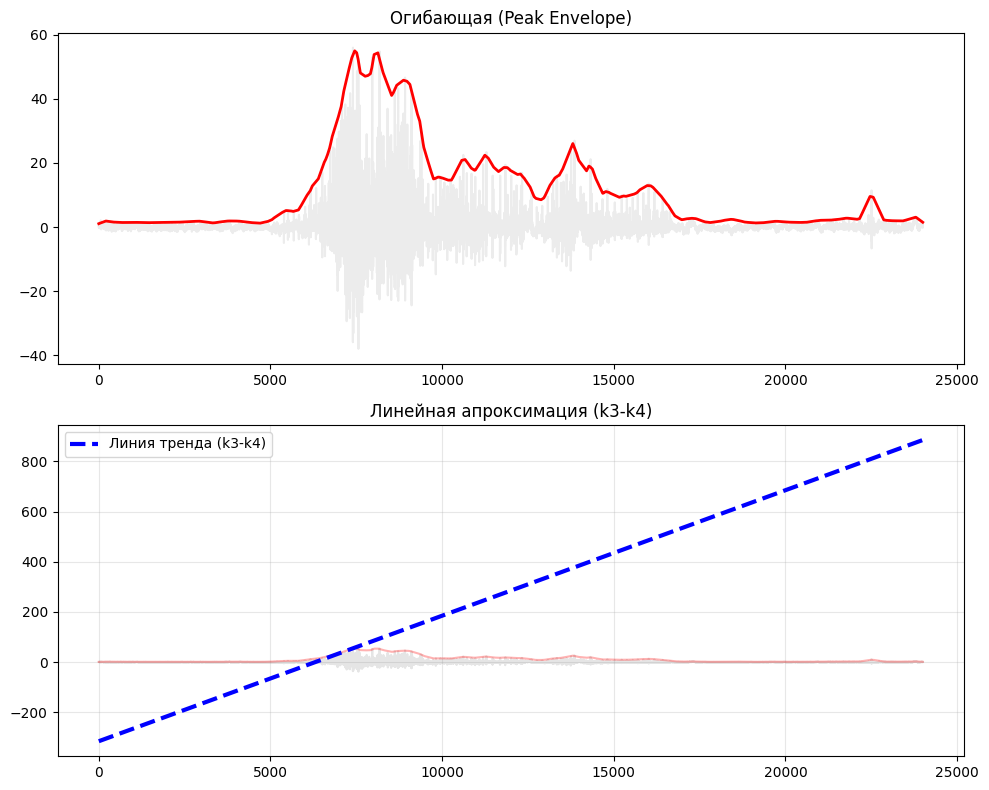 Огибающая (Peak Envelope)
60
40
20
0
−20
−40
0 5000 10000 15000 20000 25000
Линейная апроксимация (k3-k4)
Линия тренда (k3-k4)
800
600
400
200
0
−200
0 5000 10000 15000 20000 25000